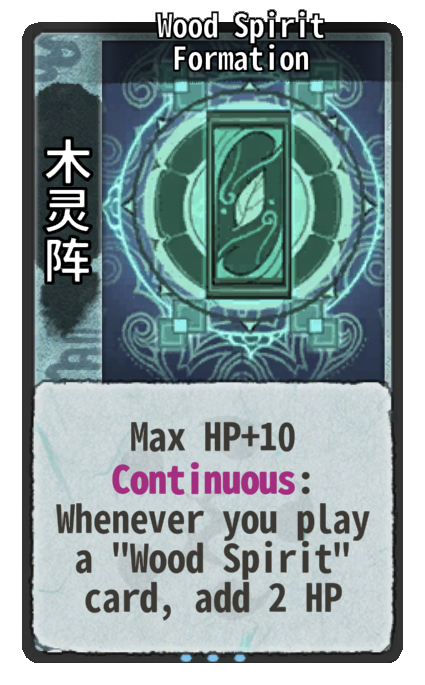 Wood Spirit
Formation
木灵阵
Max HP+10
Continuous:
Whenever you play
a "Wood Spirit"
card, add 2 HP